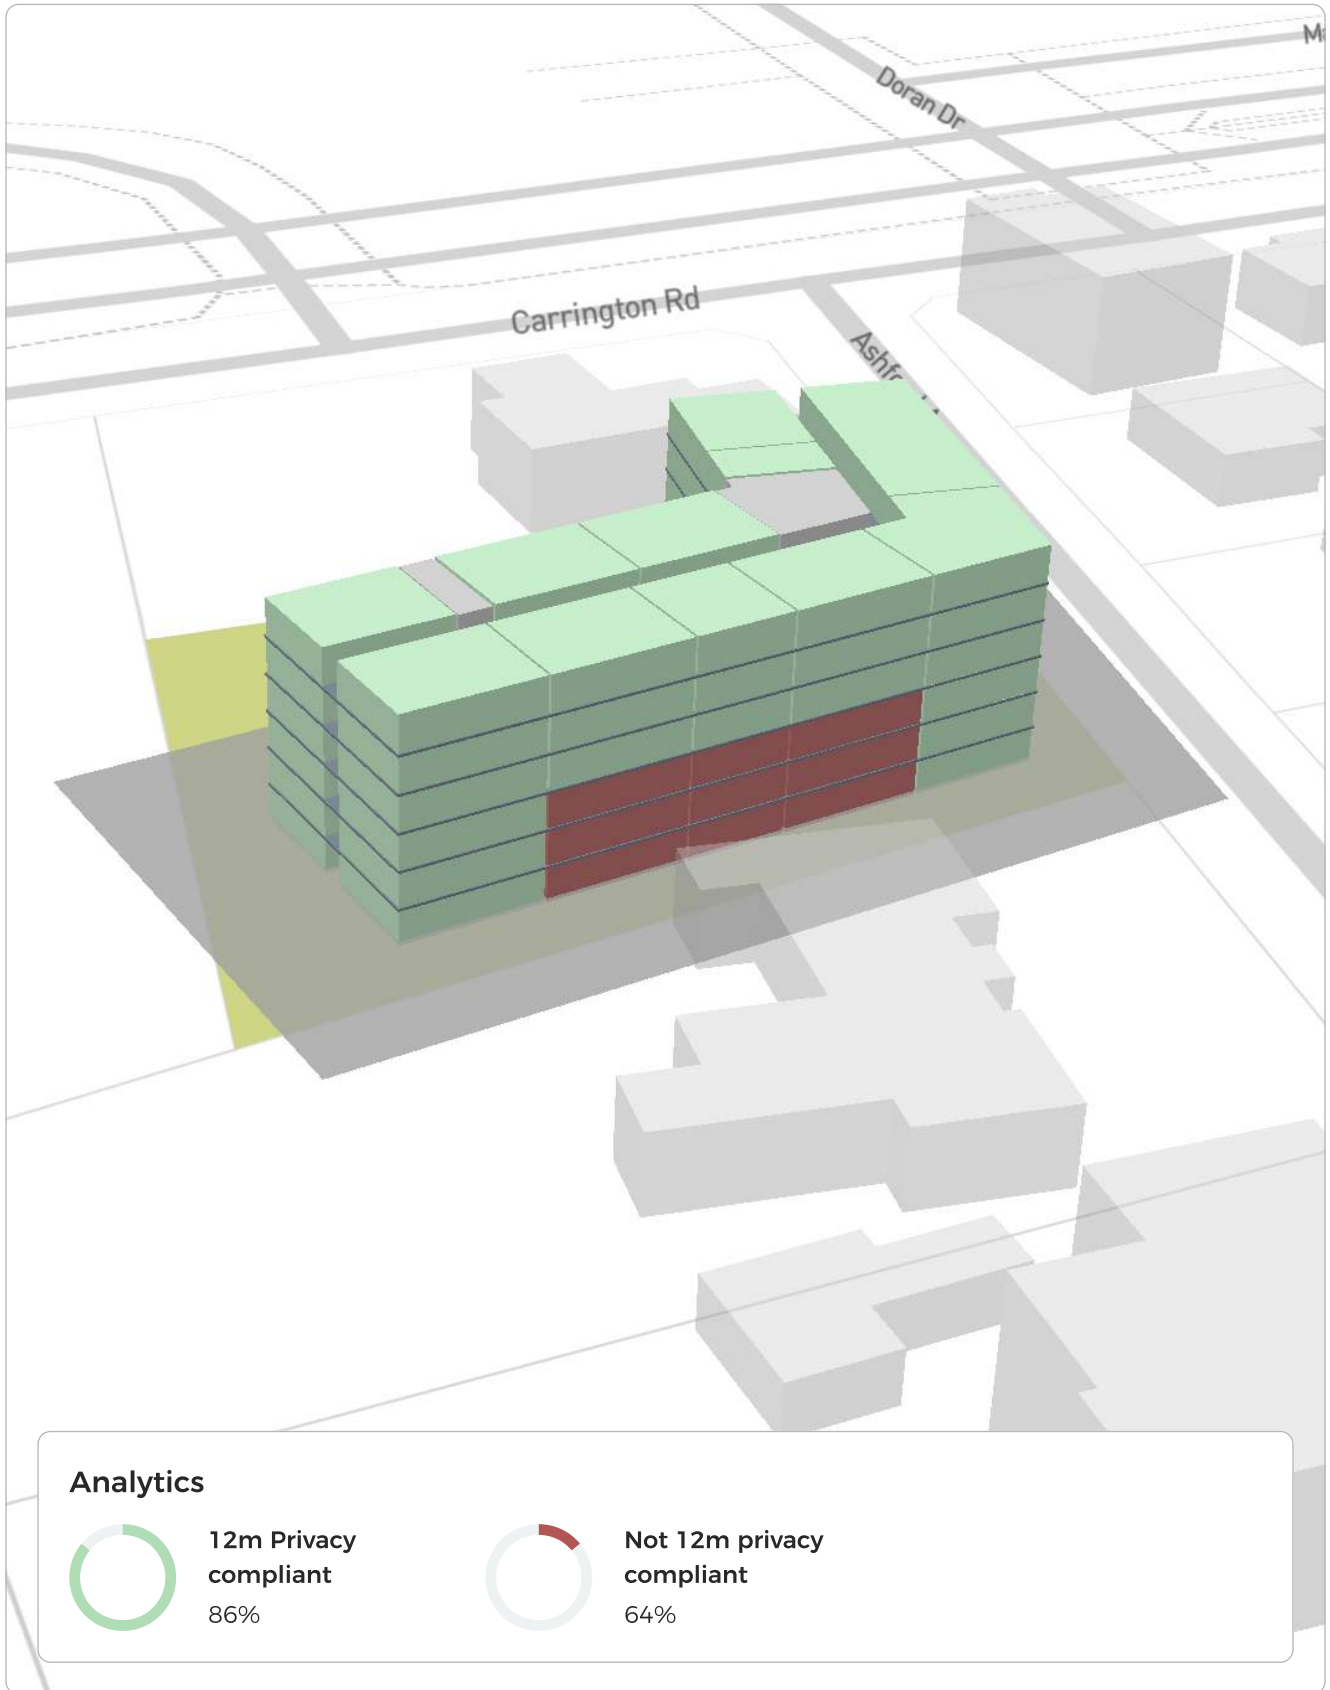 Doran Dr
Carrington Rd
Analytics
12m Privacy
compliant
86%
Not 12m privacy
compliant
64%